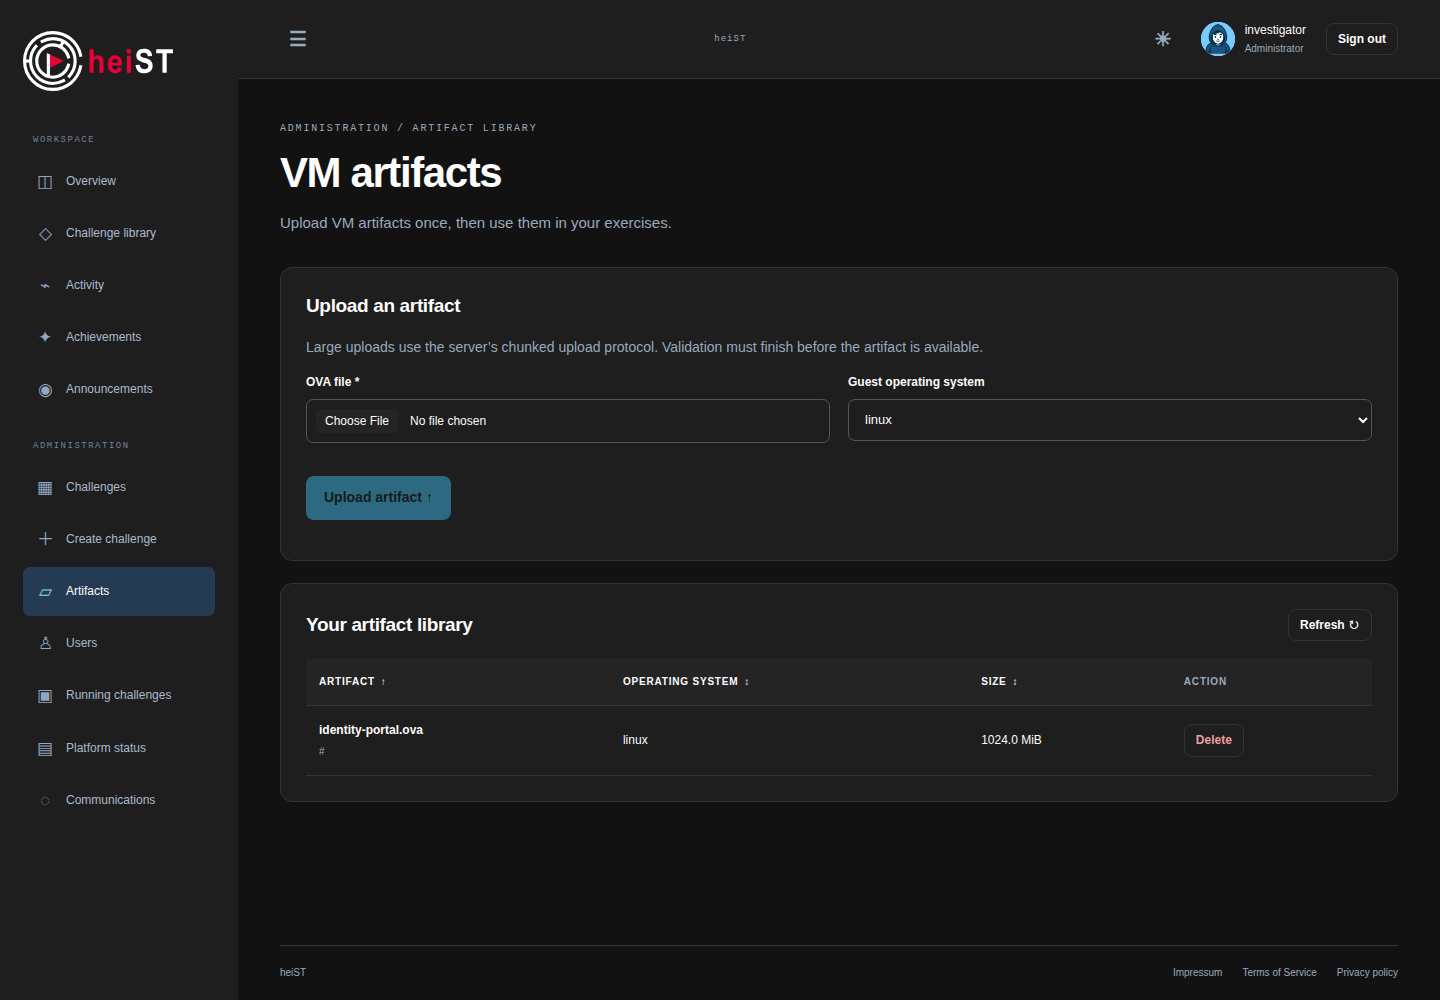 heiST
heiST
investigator
Administrator
Sign out
WORKSPACE
Overview
Challenge library
Activity
Achievements
Announcements
ADMINISTRATION
Challenges
Create challenge
Artifacts
Users
Running challenges
Platform status
Communications
ADMINISTRATION / ARTIFACT LIBRARY
VM artifacts
Upload VM artifacts once, then use them in your exercises.
Upload an artifact
Large uploads use the server’s chunked upload protocol. Validation must finish before the artifact is available.
OVA file *
Guest operating system
Choose File No file chosen
linux
Upload artifact ↑
Your artifact library
Refresh ↻
ARTIFACT ↑ OPERATING SYSTEM ↕ SIZE ↕ ACTION
identity-portal.ova
#
linux
1024.0 MiB
Delete
heiST
Impressum Terms of Service Privacy policy